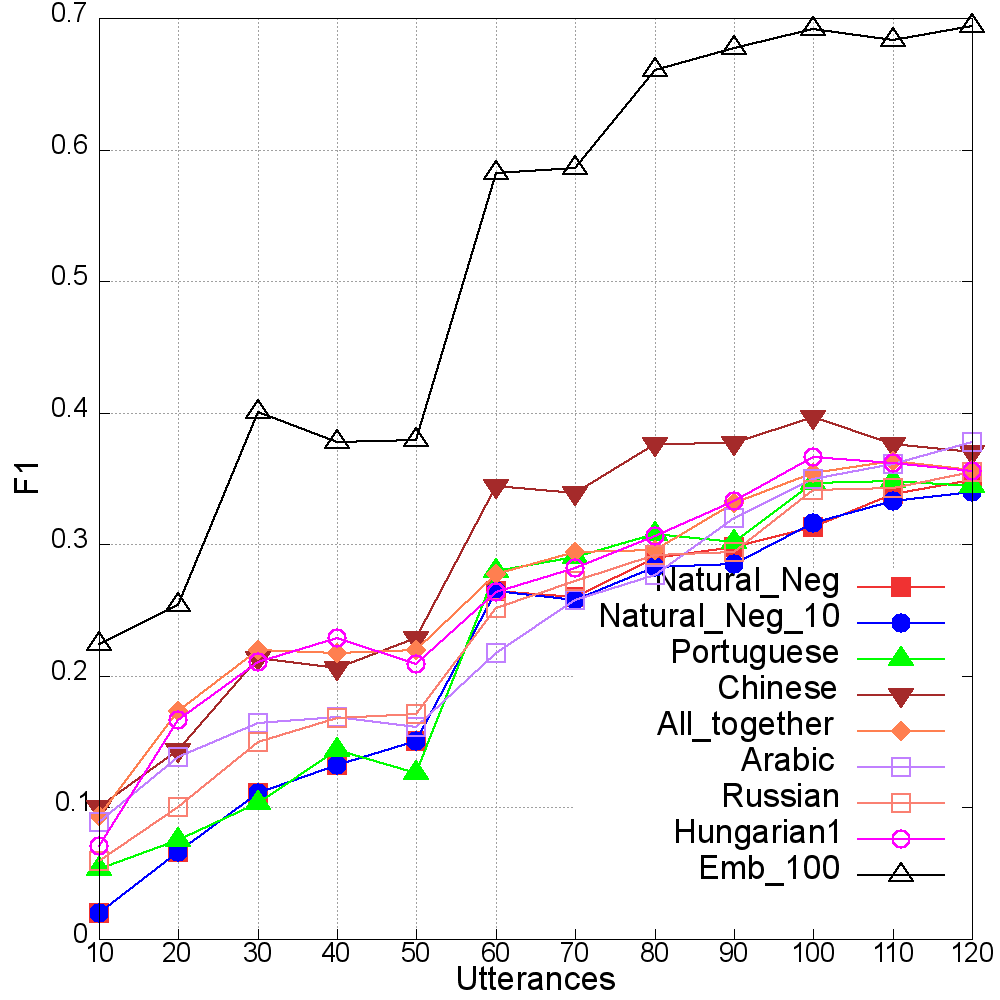 0.7
0.6
0.5
0.4
0.3
0.2
0.1
0
F1
Natural_Neg
Natural_Neg_10
Portuguese
Chinese
All_together
Arabic
Russian
Hungarian1
Emb_100
10 20 30 40 50 60 70 80 90 100 110 120
Utterances